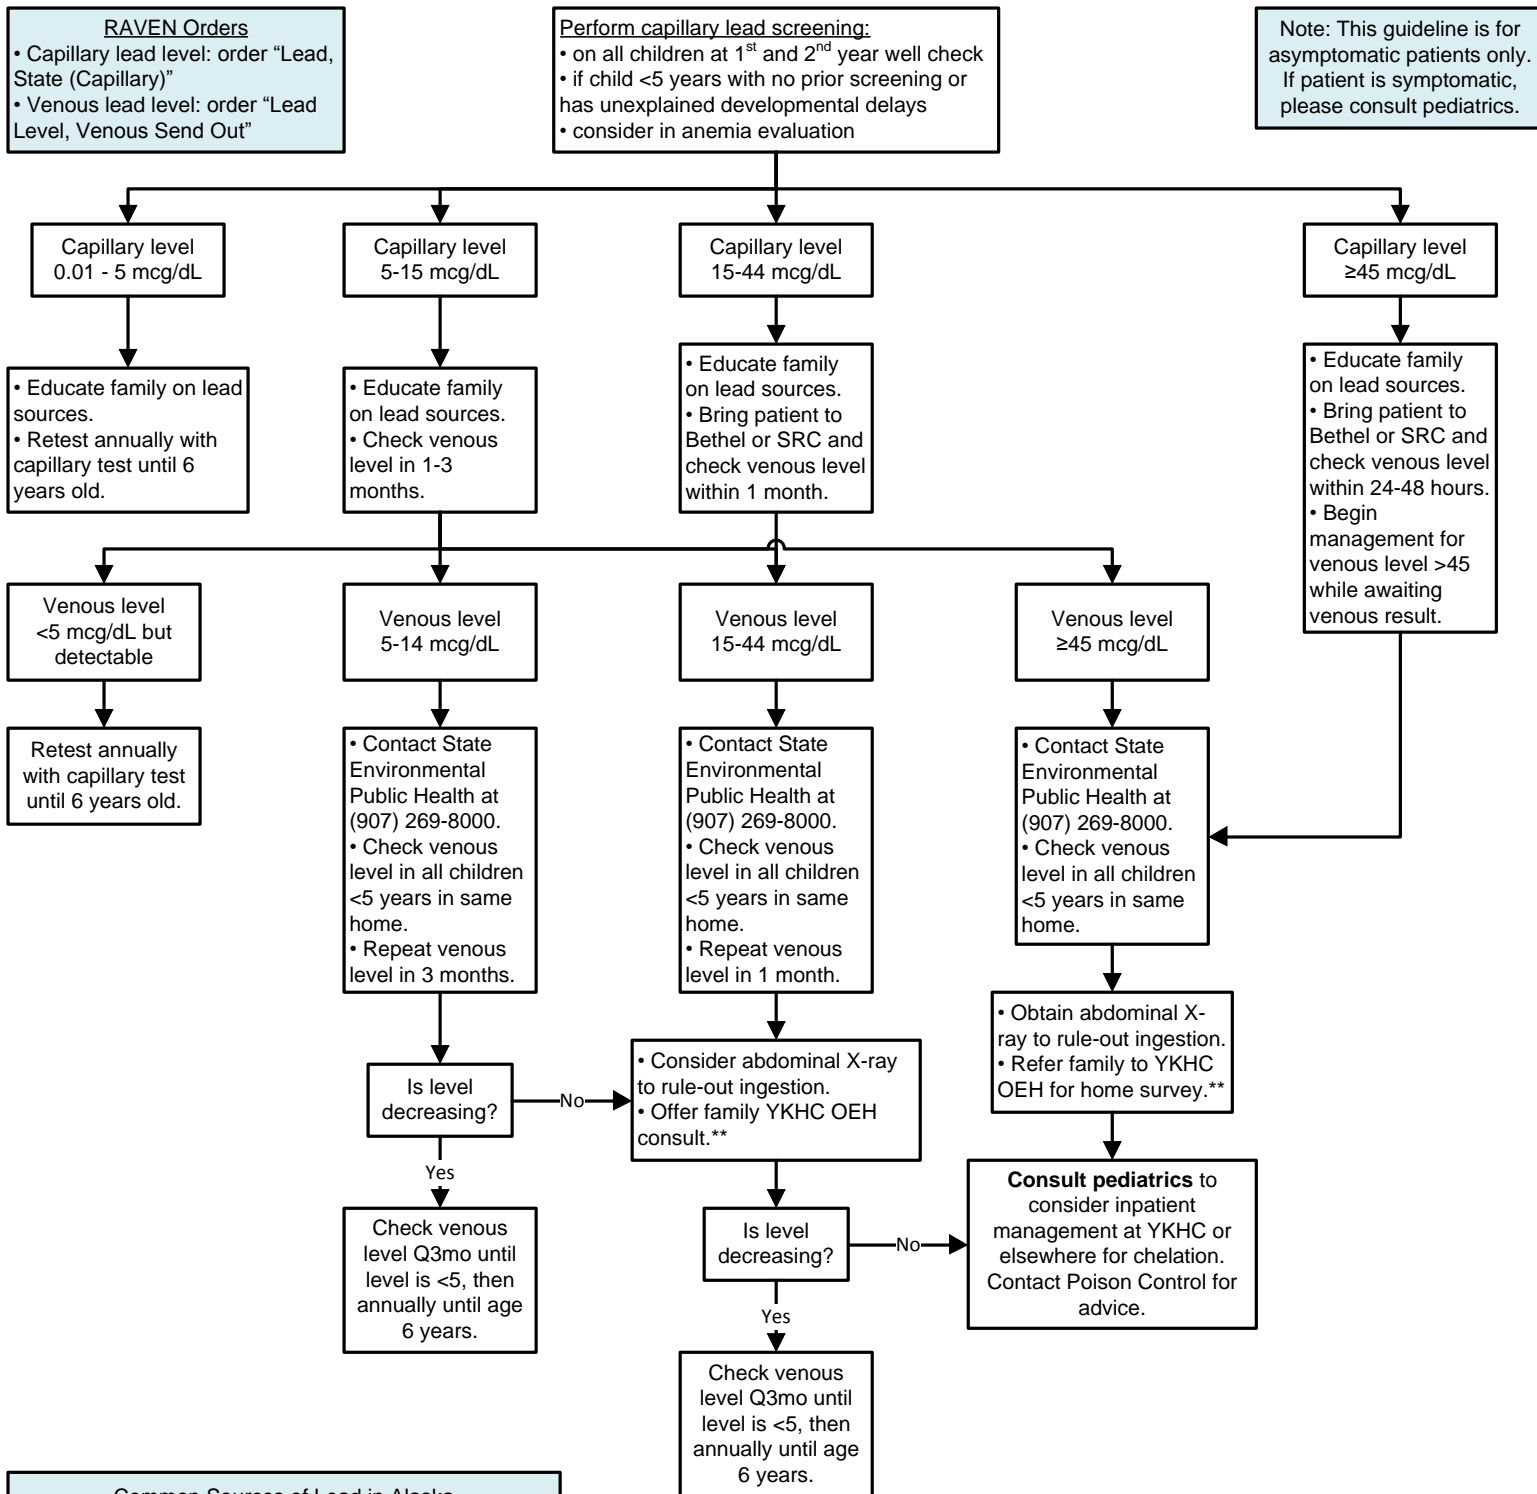 RAVEN Orders
• Capillary lead level: order “Lead,
State (Capillary)”
• Venous lead level: order “Lead
Level, Venous Send Out”
Perform capillary lead screening:
• on all children at 1st and 2nd year well check
• if child <5 years with no prior screening or
has unexplained developmental delays
• consider in anemia evaluation
Note: This guideline is for
asymptomatic patients only.
If patient is symptomatic,
please consult pediatrics.
Capillary level
0.01 - 5 mcg/dL
Capillary level
5-15 mcg/dL
Capillary level
15-44 mcg/dL
Capillary level
≥45 mcg/dL
• Educate family on lead
sources.
• Retest annually with
capillary test until 6
years old.
• Educate family
on lead sources.
• Check venous
level in 1-3
months.
• Educate family
on lead sources.
• Bring patient to
Bethel or SRC and
check venous level
within 1 month.
• Educate family
on lead sources.
• Bring patient to
Bethel or SRC and
check venous level
within 24-48 hours.
• Begin
management for
venous level >45
while awaiting
venous result.
Venous level
<5 mcg/dL but
detectable
Venous level
5-14 mcg/dL
Venous level
15-44 mcg/dL
Venous level
≥45 mcg/dL
Retest annually
with capillary test
until 6 years old.
• Contact State
Environmental
Public Health at
(907) 269-8000.
• Check venous
level in all children
<5 years in same
home.
• Repeat venous
level in 3 months.
• Contact State
Environmental
Public Health at
(907) 269-8000.
• Check venous
level in all children
<5 years in same
home.
• Repeat venous
level in 1 month.
• Contact State
Environmental
Public Health at
(907) 269-8000.
• Check venous
level in all children
<5 years in same
home.
• Obtain abdominal X-
ray to rule-out ingestion.
• Refer family to YKHC
OEH for home survey.**
Is level
decreasing?
No
• Consider abdominal X-ray
to rule-out ingestion.
• Offer family YKHC OEH
consult.**
Yes
Check venous
level Q3mo until
level is <5, then
annually until age
6 years.
Is level
decreasing?
No
Consult pediatrics to
consider inpatient
management at YKHC or
elsewhere for chelation.
Contact Poison Control for
advice.
Yes
Check venous
level Q3mo until
level is <5, then
annually until age
6 years.
Common Sources of Lead in Alaska